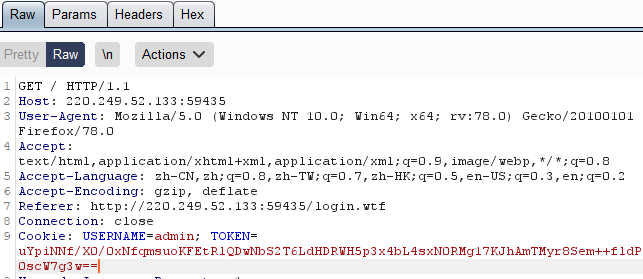 Raw Params Headers Hex
Pretty Raw \n Actions
1 GET / HTTP/1.1
2 Host: 220.249.52.133:59435
3 User-Agent: Mozilla/5.0 (Windows NT 10.0; Win64; x64; rv:78.0) Gecko/20100101
Firefox/78.0
4 Accept:
text/html,application/xhtml+xml,application/xml;q=0.9,image/webp,*/*;q=0.8
5 Accept-Language: zh-CN,zh;q=0.8,zh-TW;q=0.7,zh-HK;q=0.5,en-US;q=0.3,en;q=0.2
6 Accept-Encoding: gzip, deflate
7 Referer: http://220.249.52.133:59435/login.wtf
8 Connection: close
9 Cookie: USERNAME=admin; TOKEN=
uYpiNNf/X0/0xNfqmsuoKFEtRlQDwNbS2T6LdHDRWH5p3x4bL4sxN0RMg17KJhAmTMyr8Sem++fldP
0scW7g3w==